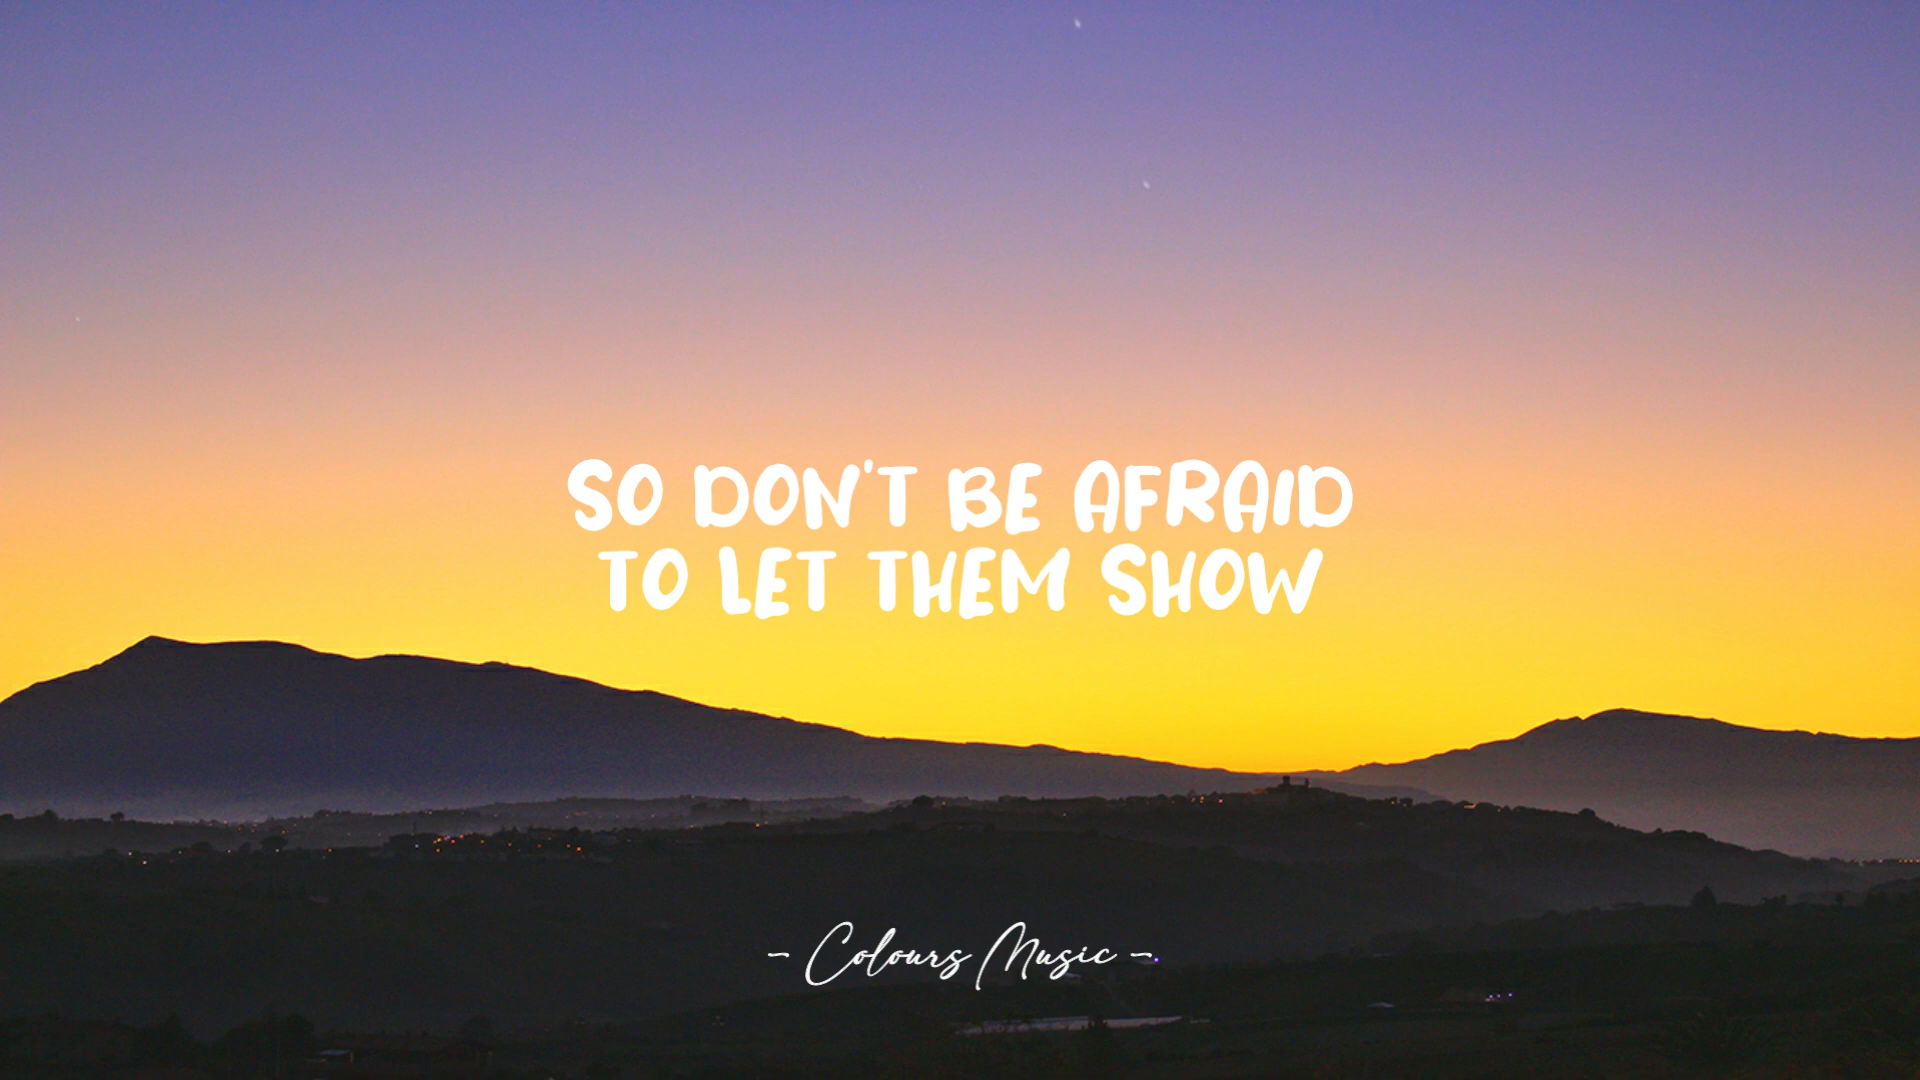 SO DON'T BE AFRAID
TO LET THEM SHOW
- Colours Music -